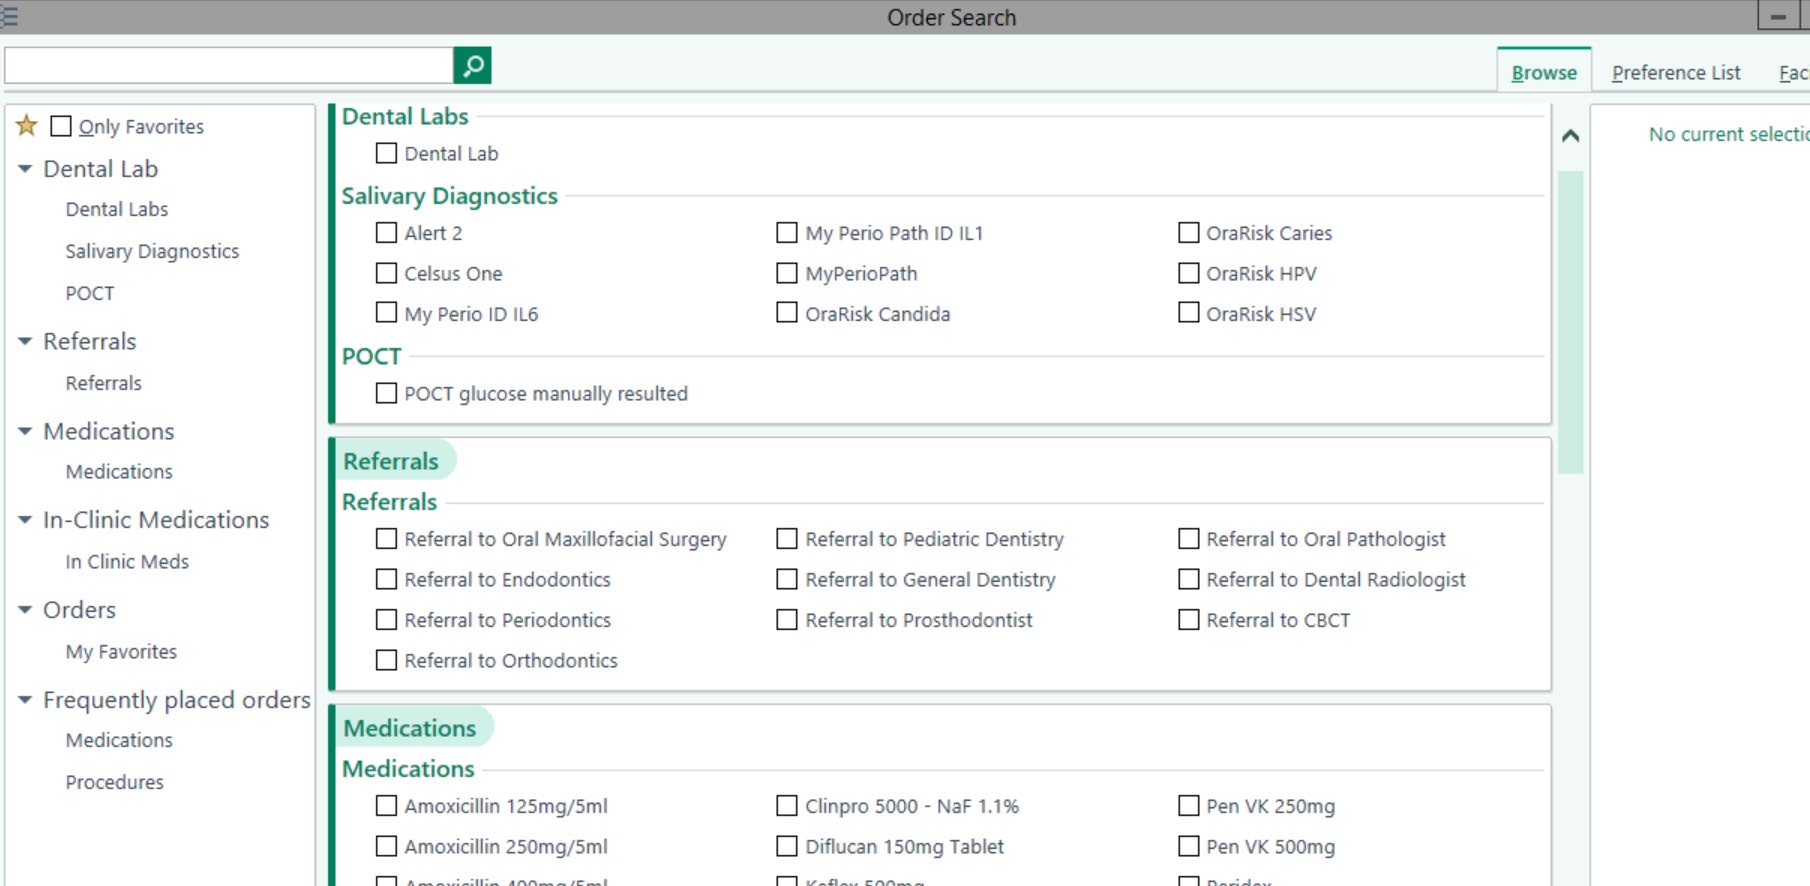 Order Search
Browse Preference List
Only Favorites
Dental Lab
Dental Labs
Salivary Diagnostics
POCT
Referrals
Referrals
Medications
Medications
In-Clinic Medications
In Clinic Meds
Orders
My Favorites
Frequently placed orders
Medications
Procedures
Dental Labs
Dental Lab
Salivary Diagnostics
Alert 2 My Perio Path ID IL1 OraRisk Caries
Celsus One MyPerioPath OraRisk HPV
My Perio ID IL6 OraRisk Candida OraRisk HSV
POCT
POCT glucose manually resulted
Referrals
Referrals
Referral to Oral Maxillofacial Surgery Referral to Pediatric Dentistry Referral to Oral Pathologist
Referral to Endodontics Referral to General Dentistry Referral to Dental Radiologist
Referral to Periodontics Referral to Prosthodontist Referral to CBCT
Referral to Orthodontics
Medications
Medications
Amoxicillin 125mg/5ml Clinpro 5000 - NaF 1.1% Pen VK 250mg
Amoxicillin 250mg/5ml Diflucan 150mg Tablet Pen VK 500mg
Amoxicillin 400mg/5ml Keflex 500mg Peridex
No current